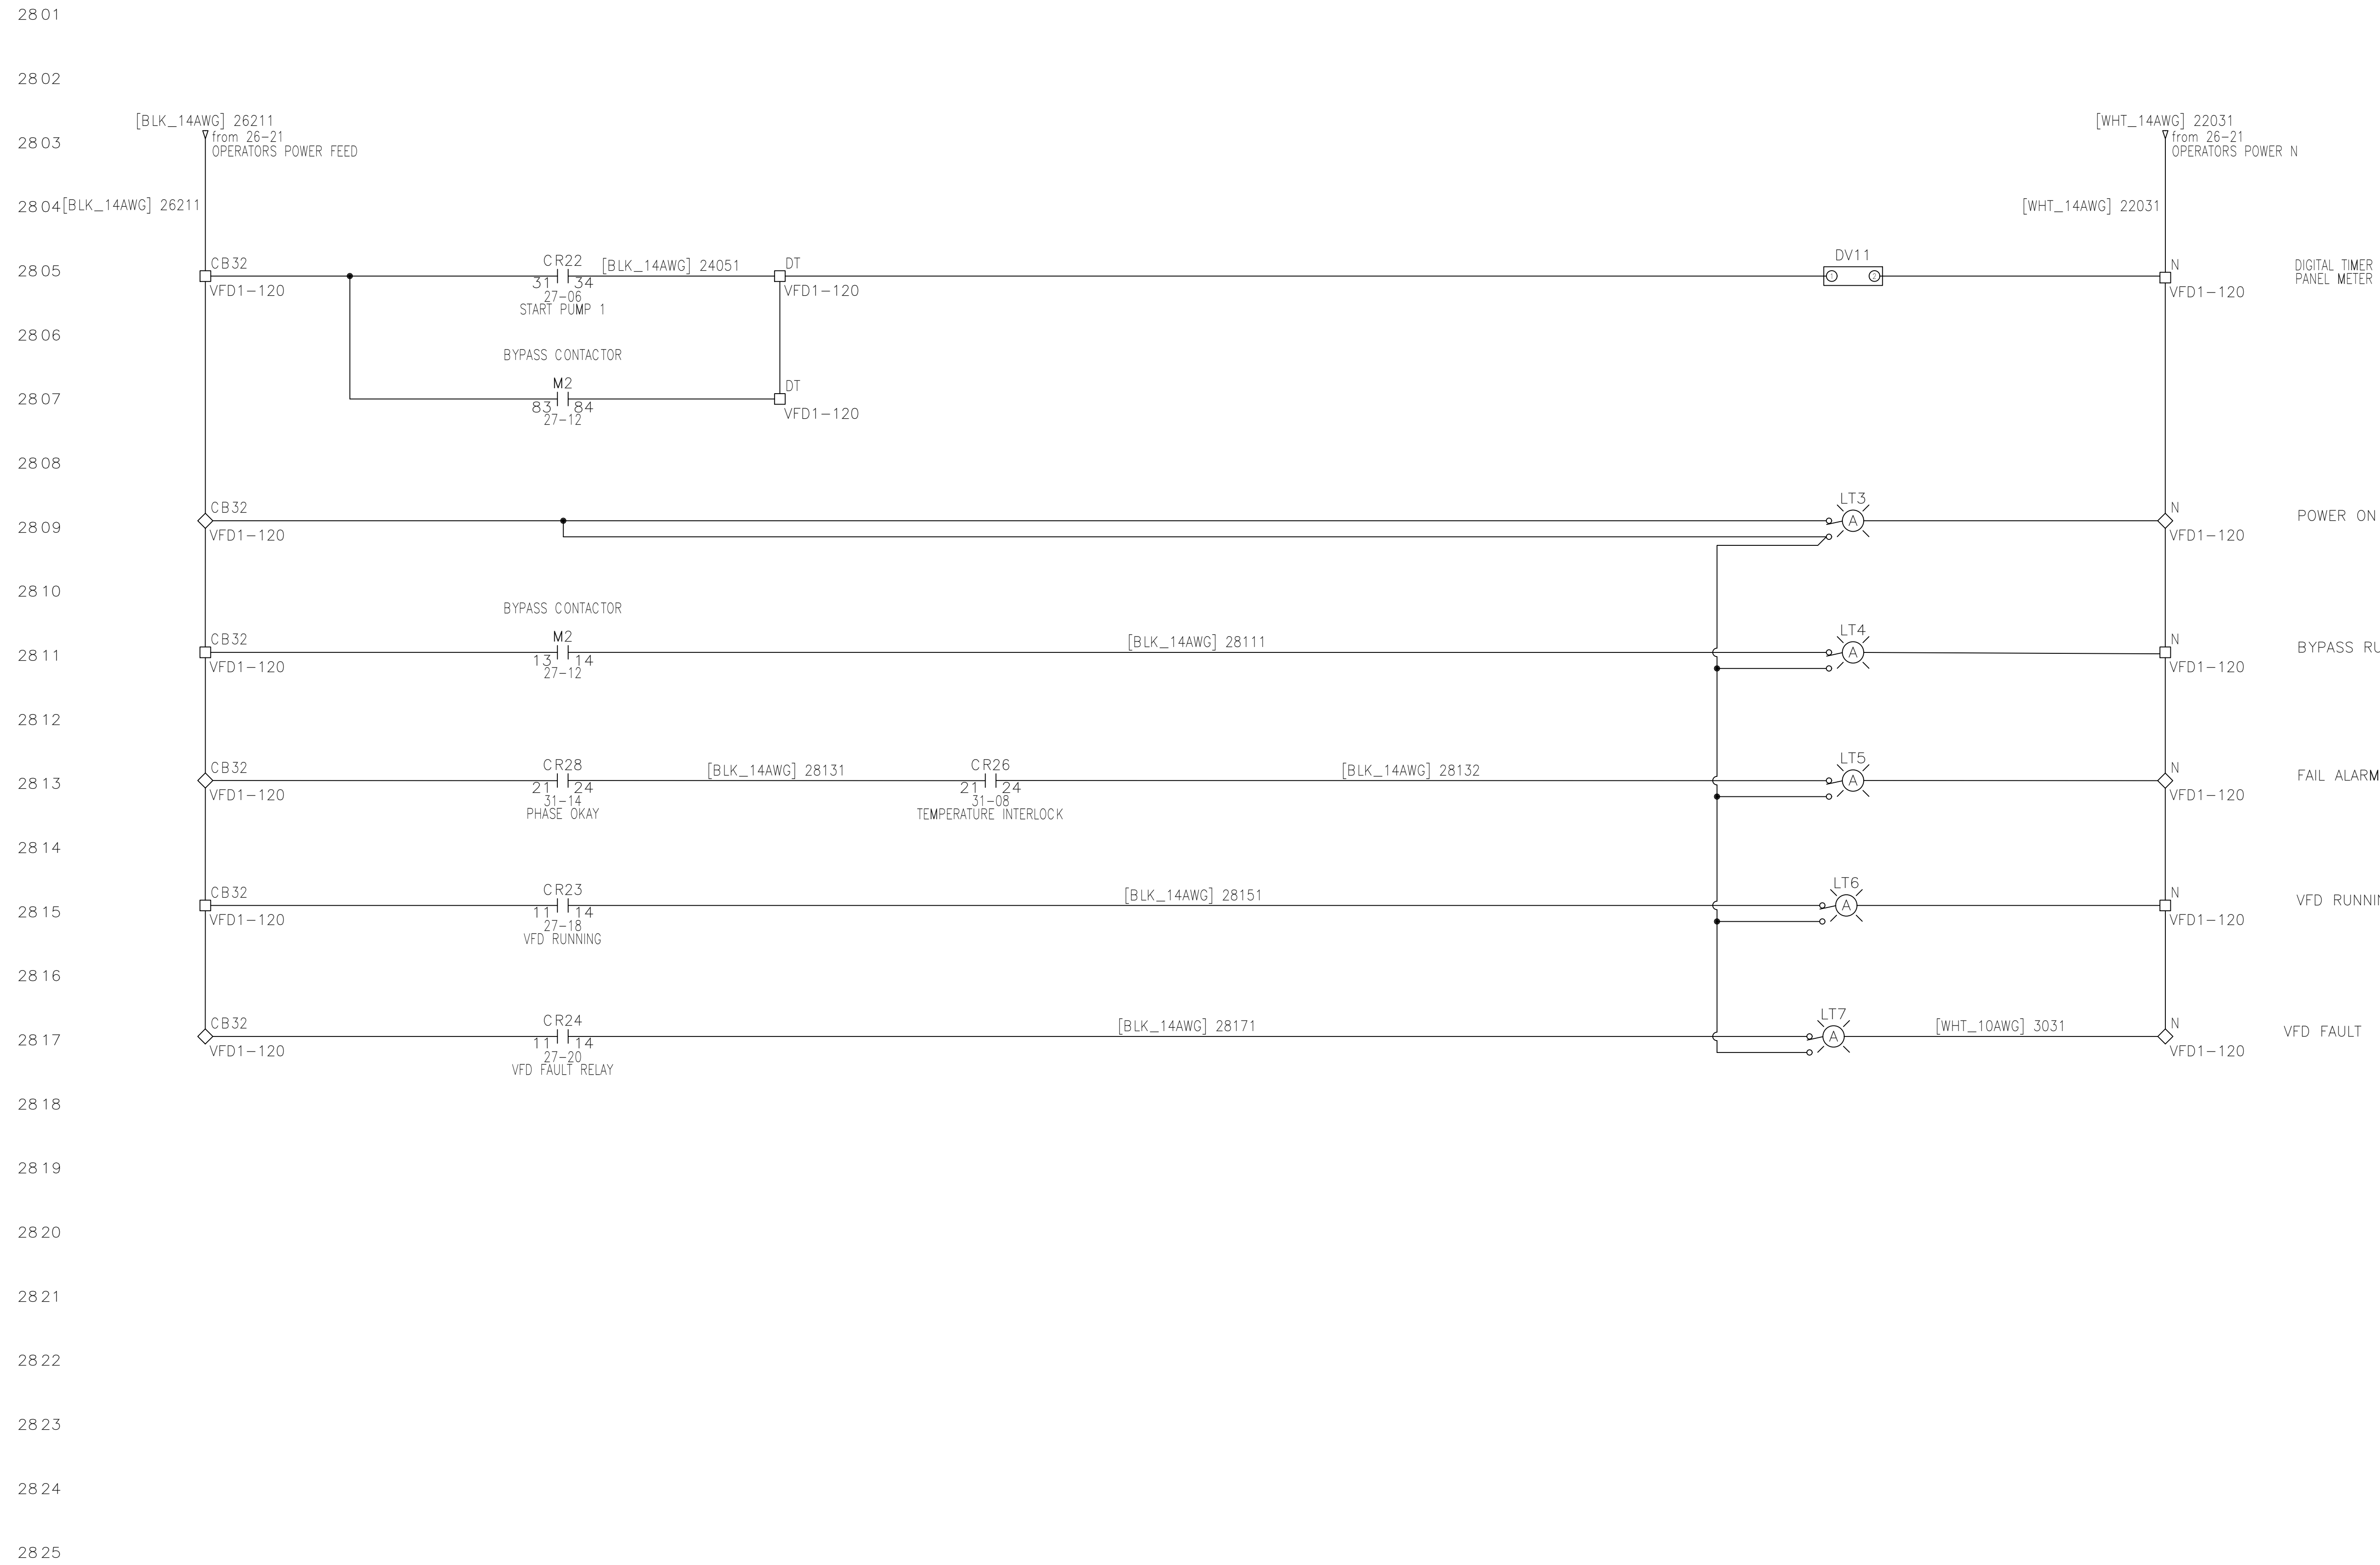 2801
2802
[BLK_14AWG] 26211
[WHT_14AWG] 22031
from 26-21
from 26-21
2803
OPERATORS POWER FEED
OPERATORS POWER N
2804
[BLK_14AWG] 26211
[WHT_14AWG] 22031
DV11
CB32
CR22
[BLK_14AWG] 24051
DT
N
DIGITAL TIMER
2805
1
2
PANEL METER
31
34
VFD1-120
VFD1-120
VFD1-120
27-06
START PUMP 1
2806
BYPASS CONTACTOR
M2
DT
2807
83
84
VFD1-120
27-12
2808
LT3
CB32
N
POWER ON
2809
A
VFD1-120
VFD1-120
2810
BYPASS CONTACTOR
LT4
CB32
M2
[BLK_14AWG] 28111
N
BYPASS RU
2811
A
13
14
VFD1-120
VFD1-120
27-12
2812
LT5
CB32
CR28
[BLK_14AWG] 28131
CR26
[BLK_14AWG] 28132
N
FAIL ALARM
2813
A
21
24
21
24
VFD1-120
VFD1-120
31-14
31-08
PHASE OKAY
TEMPERATURE INTERLOCK
2814
LT6
CB32
CR23
[BLK_14AWG] 28151
N
2815
A
VFD RUNNIN
11
14
VFD1-120
VFD1-120
27-18
VFD RUNNING
2816
LT7
CB32
CR24
[BLK_14AWG] 28171
[WHT_10AWG] 3031
N
VFD FAULT
2817
A
11
14
VFD1-120
VFD1-120
27-20
VFD FAULT RELAY
2818
2819
2820
2821
2822
2823
2824
2825